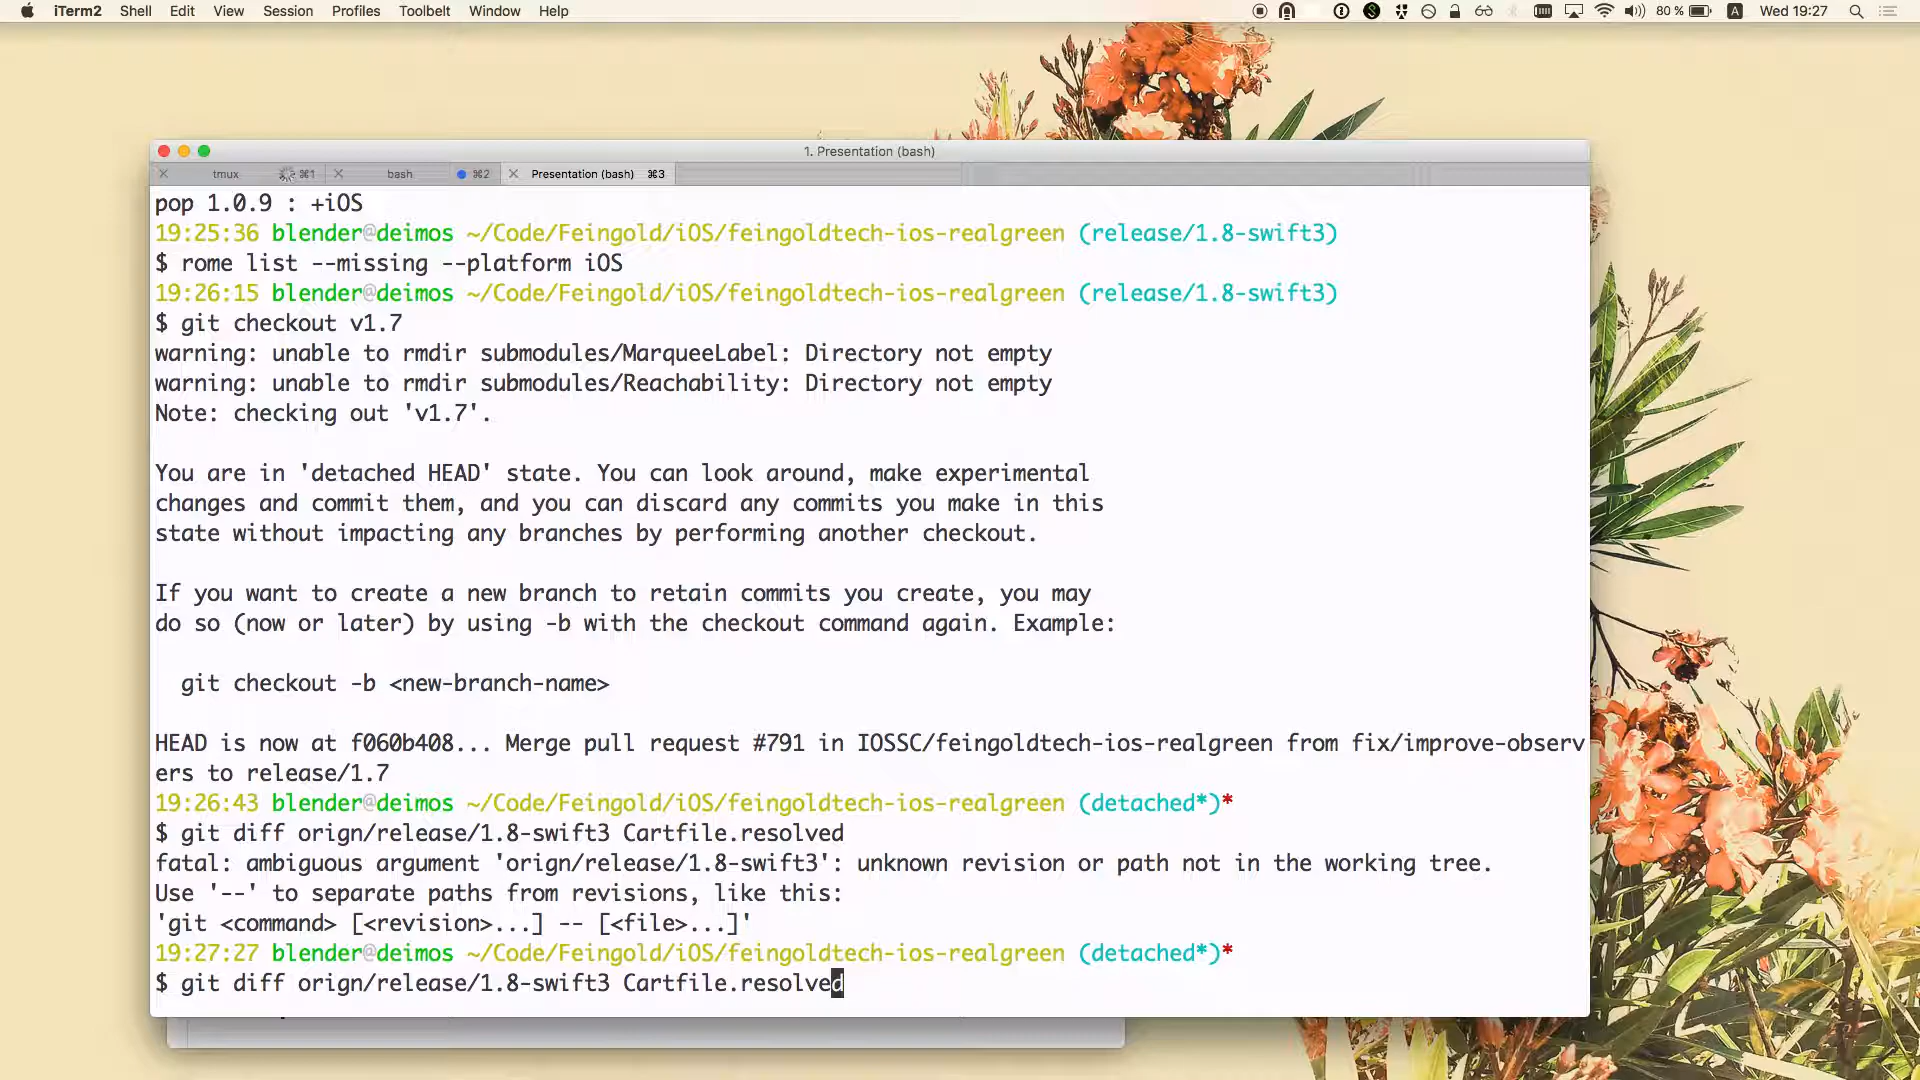 iTerm2 Shell Edit View Session Profiles Toolbelt Window Help 80 % A Wed 19:27
1. Presentation (bash)
tmux ⌘1 bash ⌘2 Presentation (bash) ⌘3
pop 1.0.9 : +iOS
19:25:36 blender@deimos ~/Code/Feingold/iOS/feingoldtech-ios-realgreen (release/1.8-swift3)
$ rome list --missing --platform iOS
19:26:15 blender@deimos ~/Code/Feingold/iOS/feingoldtech-ios-realgreen (release/1.8-swift3)
$ git checkout v1.7
warning: unable to rmdir submodules/MarqueeLabel: Directory not empty
warning: unable to rmdir submodules/Reachability: Directory not empty
Note: checking out 'v1.7'.
You are in 'detached HEAD' state. You can look around, make experimental
changes and commit them, and you can discard any commits you make in this
state without impacting any branches by performing another checkout.
If you want to create a new branch to retain commits you create, you may
do so (now or later) by using -b with the checkout command again. Example:
git checkout -b <new-branch-name>
HEAD is now at f060b408... Merge pull request #791 in IOSSC/feingoldtech-ios-realgreen from fix/improve-observ
ers to release/1.7
19:26:43 blender@deimos ~/Code/Feingold/iOS/feingoldtech-ios-realgreen (detached*)*
$ git diff orign/release/1.8-swift3 Cartfile.resolved
fatal: ambiguous argument 'orign/release/1.8-swift3': unknown revision or path not in the working tree.
Use '--' to separate paths from revisions, like this:
'git <command> [<revision>...] -- [<file>...]'
19:27:27 blender@deimos ~/Code/Feingold/iOS/feingoldtech-ios-realgreen (detached*)*
$ git diff orign/release/1.8-swift3 Cartfile.resolved